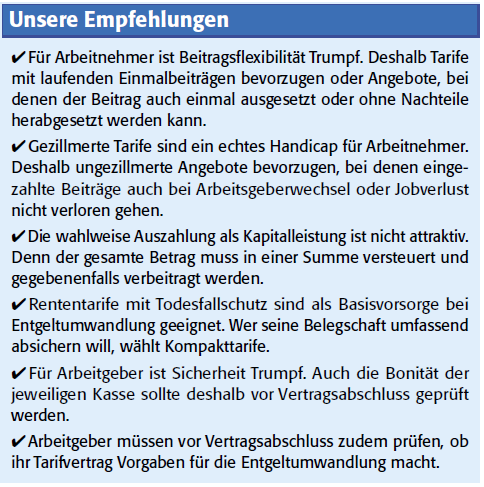 Unsere Empfehlungen
✔ Für Arbeitnehmer ist Beitragsflexibilität Trumpf. Deshalb Tarife
mit laufenden Einmalbeiträgen bevorzugen oder Angebote, bei
denen der Beitrag auch einmal ausgesetzt oder ohne Nachteile
herabgesetzt werden kann.
✔ Gezillmerte Tarife sind ein echtes Handicap für Arbeitnehmer.
Deshalb ungezillmerte Angebote bevorzugen, bei denen einge-
zahlte Beiträge auch bei Arbeitsgeberwechsel oder Jobverlust
nicht verloren gehen.
✔ Die wahlweise Auszahlung als Kapitalleistung ist nicht attraktiv.
Denn der gesamte Betrag muss in einer Summe versteuert und
gegebenenfalls verbeitragt werden.
✔ Rententarife mit Todesfallschutz sind als Basisvorsorge bei
Entgeltumwandlung geeignet. Wer seine Belegschaft umfassend
absichern will, wählt Kompakttarife.
✔ Für Arbeitgeber ist Sicherheit Trumpf. Auch die Bonität der
jeweiligen Kasse sollte deshalb vor Vertragsabschluss geprüft
werden.
✔ Arbeitgeber müssen vor Vertragsabschluss zudem prüfen, ob
ihr Tarifvertrag Vorgaben für die Entgeltumwandlung macht.